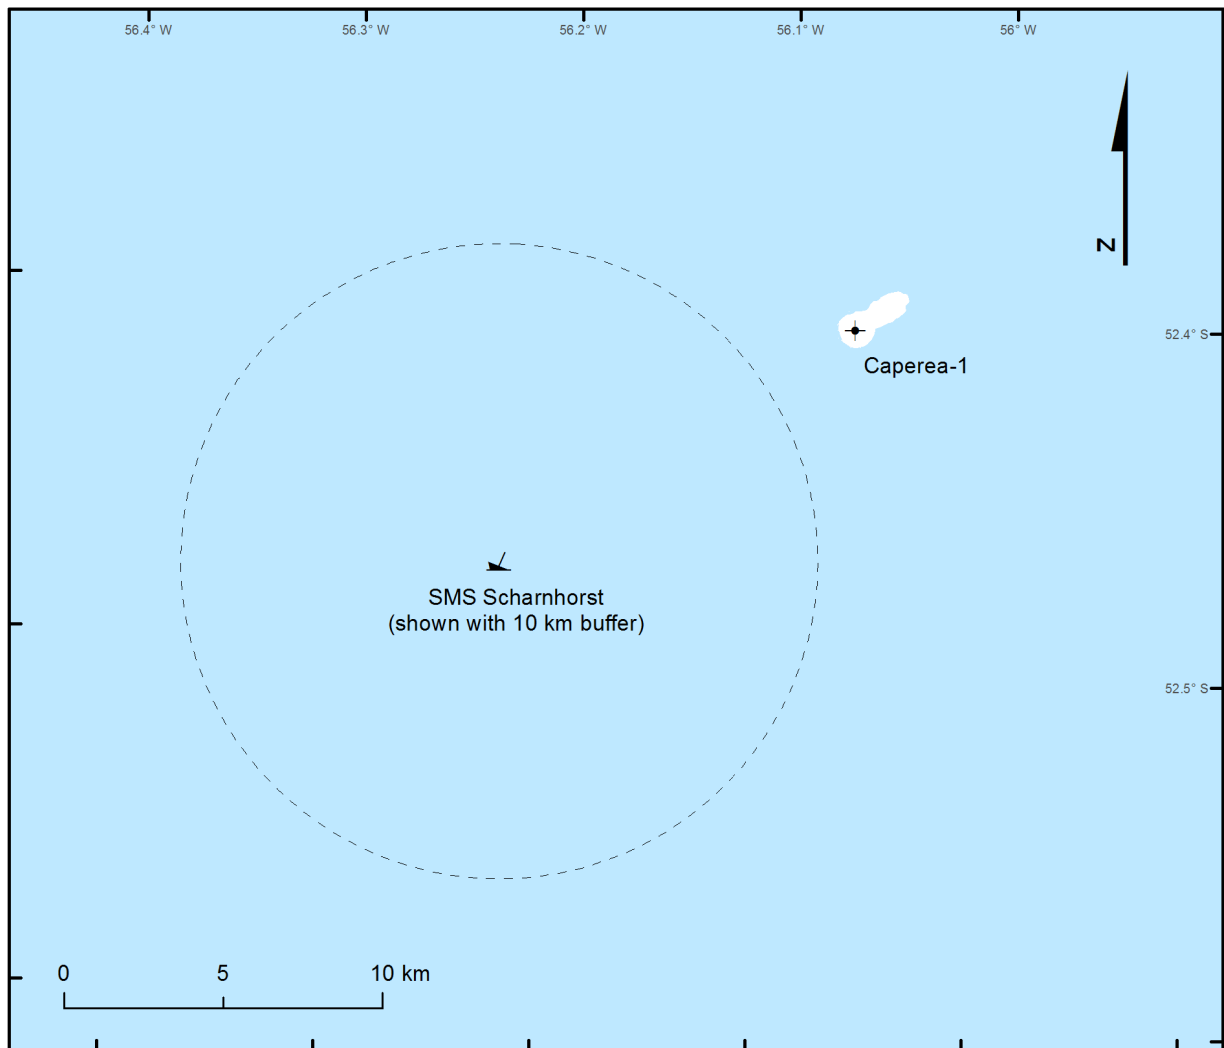 56.4° W 56.3° W 56.2° W 56.1° W 56° W
N
52.4° S
Caperea-1
SMS Scharnhorst
(shown with 10 km buffer)
52.5° S
0 5 10 km